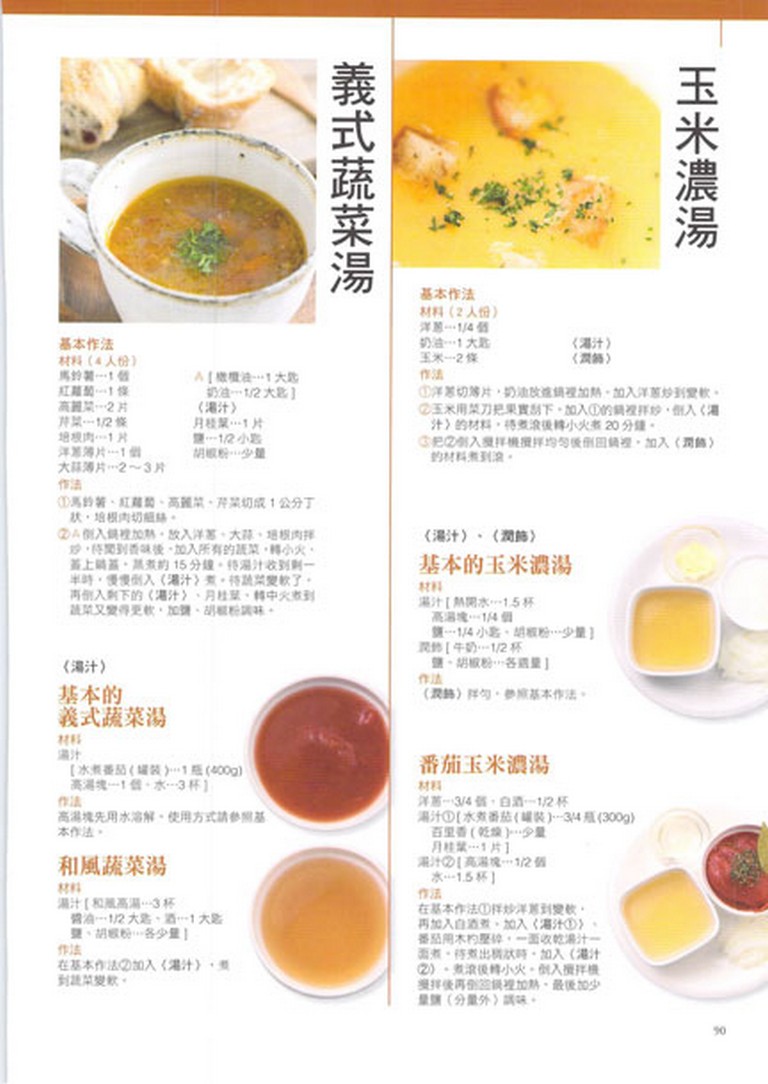 玉米濃湯
基本作法
材料（2人份）
洋蔥…1/4 個
奶油…1 大匙　〈湯汁〉
玉米…2 條　〈潤飾〉
作法
①洋蔥切薄片，奶油放進鍋裡加熱，加入洋蔥炒到變軟。
②玉米用菜刀把果實刮下，加入①的鍋裡拌炒，倒入〈湯
汁〉的材料，待煮滾後轉小火煮 20 分鐘。
③把②倒入攪拌機攪拌均勻後倒回鍋裡，加入〈潤飾〉
的材料煮到滾。
〈湯汁〉、〈潤飾〉
基本的玉米濃湯
材料
湯汁 [ 熱開水…1.5 杯
高湯塊…1/4 個
鹽…1/4 小匙、胡椒粉…少量 ]
潤飾 [ 牛奶…1/2 杯
鹽、胡椒粉…各適量 ]
作法
〈潤飾〉拌勻，參照基本作法。
番茄玉米濃湯
材料
洋蔥…3/4 個、白酒…1/2 杯
湯汁① [ 水煮番茄 ( 罐裝 )…3/4 瓶 (300g)
百里香 ( 乾燥 )…少量
月桂葉…1 片 ]
湯汁② [ 高湯塊…1/2 個
水…1.5 杯 ]
作法
在基本作法①拌炒洋蔥到變軟，
再加入白酒煮。加入〈湯汁①〉、
番茄用木杓壓碎，一面收乾湯汁一
面煮，待煮出稠狀時，加入〈湯汁
②〉。煮滾後轉小火。倒入攪拌機
攪拌後再倒回鍋裡加熱，最後加少
量鹽（分量外）調味。
義式蔬菜湯
基本作法
材料（4人份）
馬鈴薯…1 個
紅蘿蔔…1 條
高麗菜…2 片
芹菜…1/2 條
培根肉…1 片
洋蔥薄片…1 個
大蒜薄片…2～3 片
A [ 橄欖油…1 大匙
奶油…1/2 大匙 ]
〈湯汁〉
月桂葉…1 片
鹽…1/2 小匙
胡椒粉…少量
作法
①馬鈴薯、紅蘿蔔、高麗菜、芹菜切成 1 公分丁
狀，培根肉切細絲。
②A 倒入鍋裡加熱，放入洋蔥、大蒜、培根肉拌
炒，待聞到香味後，加入所有的蔬菜，轉小火，
蓋上鍋蓋，蒸煮約 15 分鐘。待湯汁收到剩一
半時，慢慢倒入〈湯汁〉煮。待蔬菜變軟了，
再倒入剩下的〈湯汁〉、月桂葉，轉中火煮到
蔬菜又變得更軟，加鹽、胡椒粉調味。
〈湯汁〉
基本的
義式蔬菜湯
材料
湯汁
[ 水煮番茄 ( 罐裝 )…1 瓶 (400g)
高湯塊…1 個、水…3 杯 ]
作法
高湯塊先用水溶解，使用方式請參照基
本作法。
和風蔬菜湯
材料
湯汁 [ 和風高湯…3 杯
醬油…1/2 大匙、酒…1 大匙
鹽、胡椒粉…各少量 ]
作法
在基本作法②加入〈湯汁〉，煮
到蔬菜變軟。
90